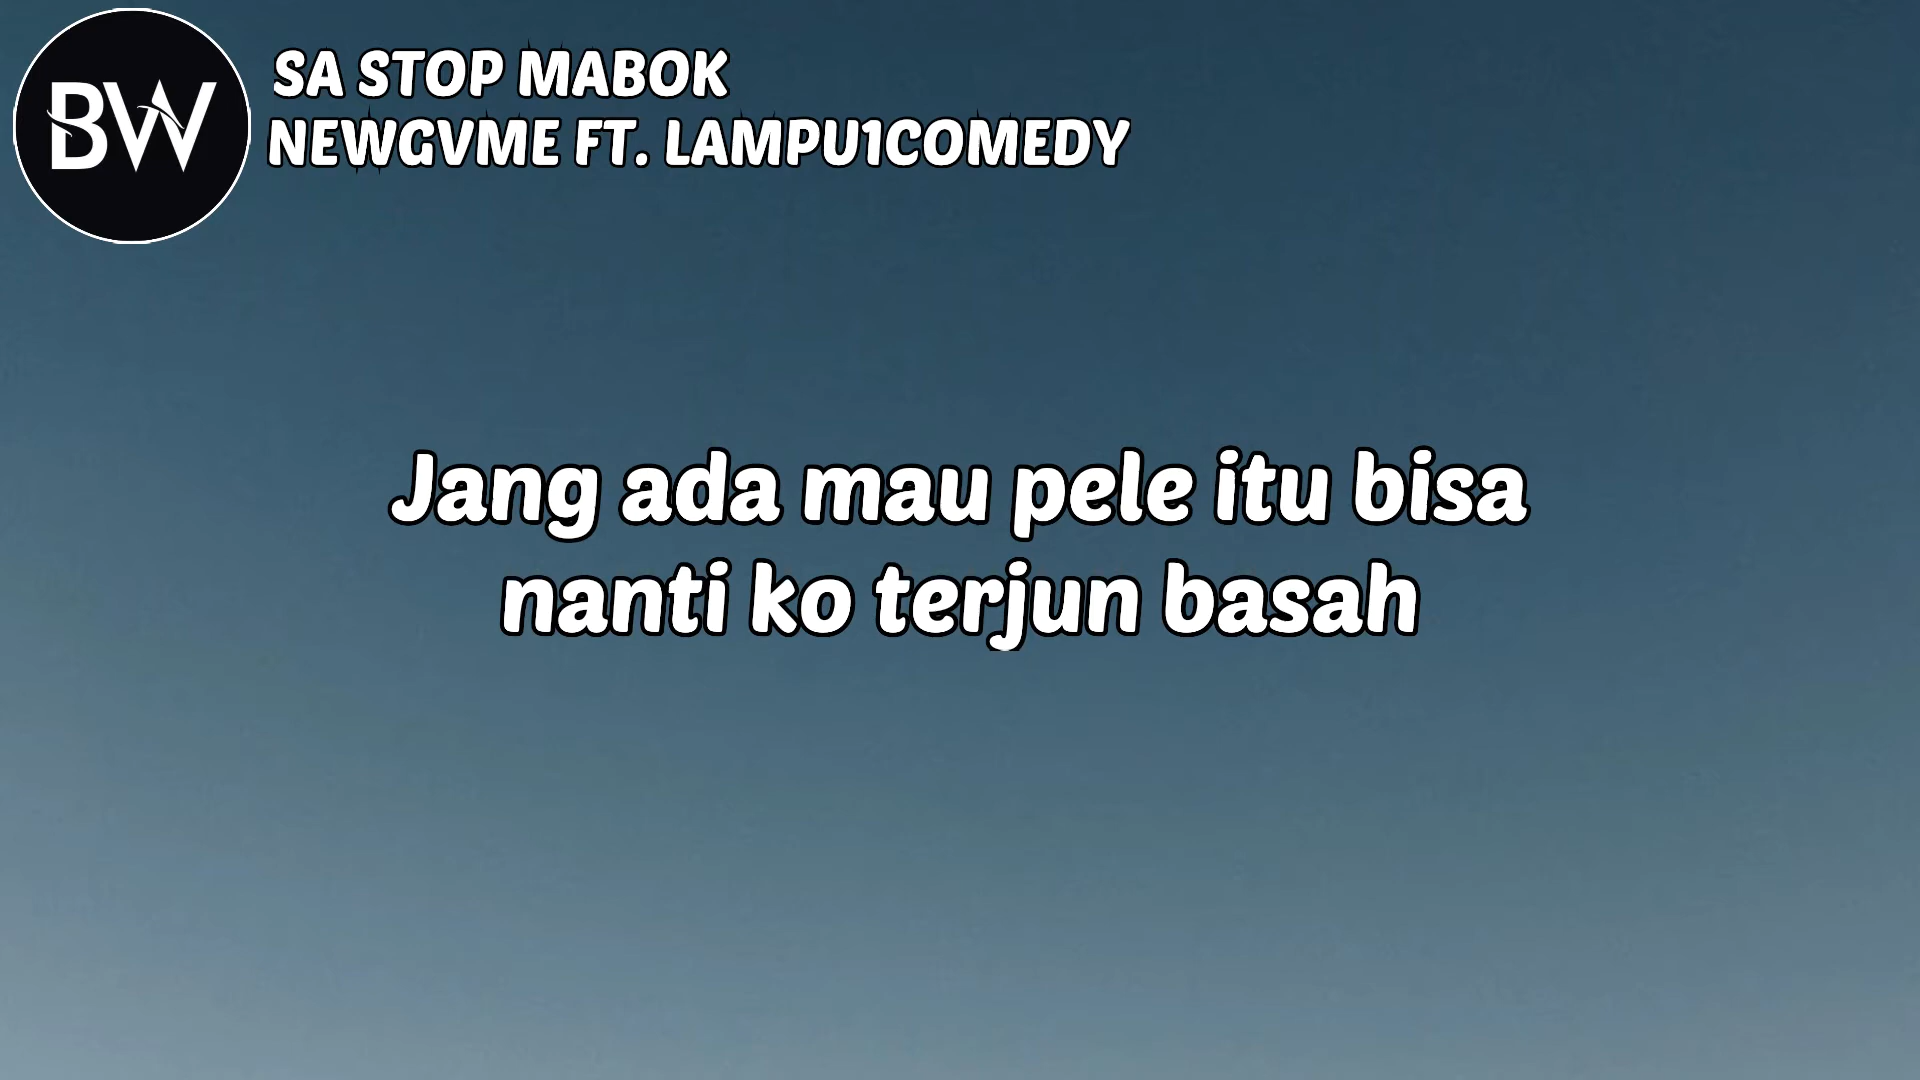 BW
SA STOP MABOK
NEWGVME FT. LAMPU1COMEDY
Jang ada mau pele itu bisa
nanti ko terjun basah